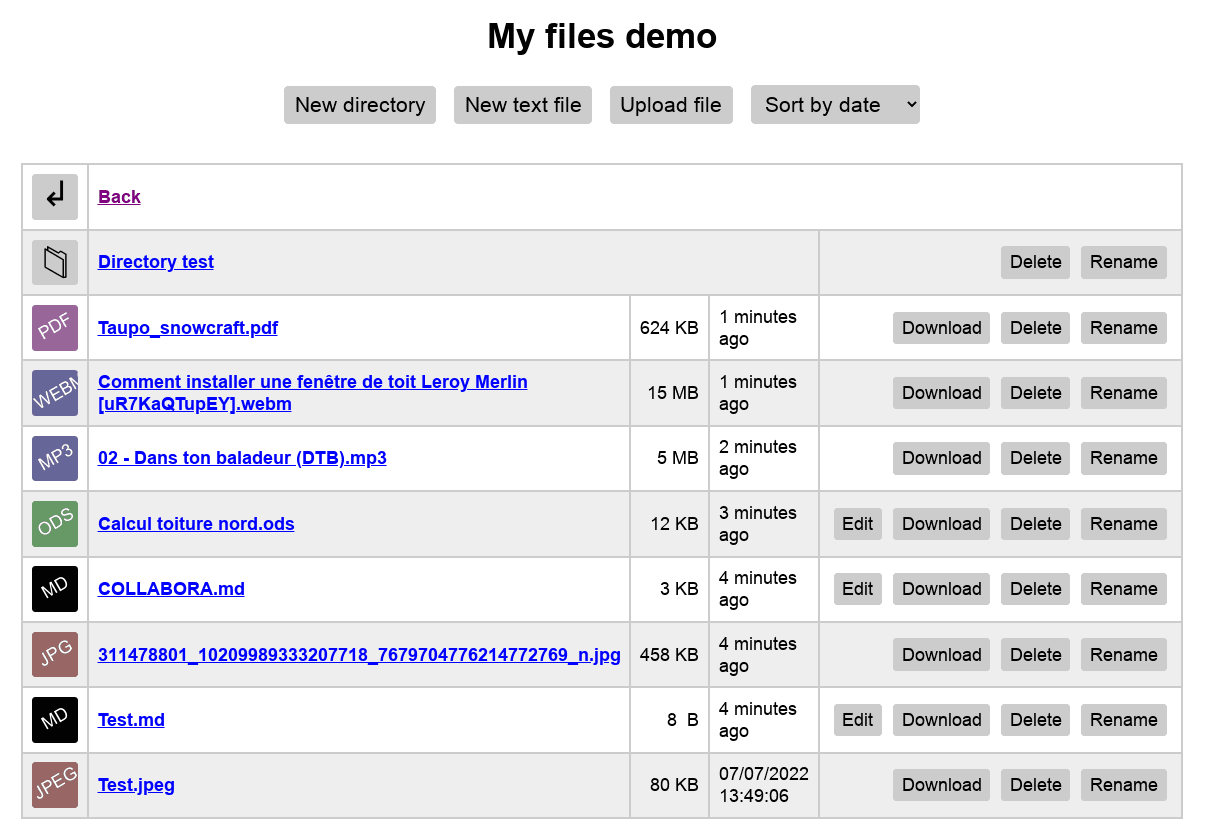 My files demo
New directory New text file Upload file Sort by date
Back
Directory test Delete Rename
PDF Taupo_snowcraft.pdf 624 KB 1 minutes ago Download Delete Rename
WEBM Comment installer une fenêtre de toit Leroy Merlin
[uR7KaQTupEY].webm 15 MB 1 minutes ago Download Delete Rename
MP3 02 - Dans ton baladeur (DTB).mp3 5 MB 2 minutes ago Download Delete Rename
ODS Calcul toiture nord.ods 12 KB 3 minutes ago Edit Download Delete Rename
MD COLLABORA.md 3 KB 4 minutes ago Edit Download Delete Rename
JPG 311478801_10209989333207718_7679704776214772769_n.jpg 458 KB 4 minutes ago Download Delete Rename
MD Test.md 8 B 4 minutes ago Edit Download Delete Rename
JPEG Test.jpeg 80 KB 07/07/2022 13:49:06 Download Delete Rename